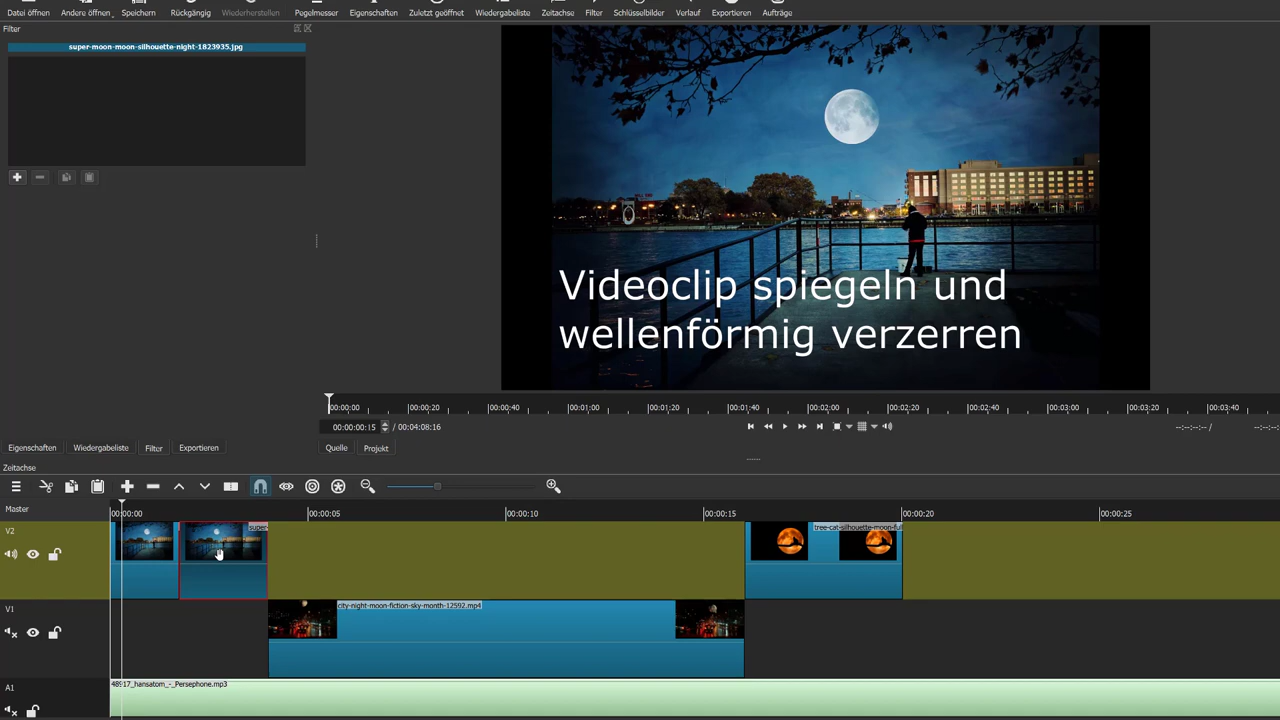 Datei öffnen Andere öffnen. Speichern Rückgängig Wiederherstellen Pegelmesser Eigenschaften Zuletzt geöffnet Wiedergabeliste Zeitachse Filter Schlüsselbilder Verlauf Exportieren Aufträge
Filter
super-moon-moon-silhouette-night-1823935.jpg
Videoclip spiegeln und
wellenförmig verzerren
00:00:00 00:00:20 00:00:40 00:01:00 00:01:20 00:01:40 00:02:00 00:02:20 00:02:40 00:03:00 00:03:20 00:03:40
00:00:00:15 / 00:04:08:16 --:--:--:-- /
Eigenschaften Wiedergabeliste Filter Exportieren Quelle Projekt
Zeitachse
Master 00:00:00 00:00:05 00:00:10 00:00:15 00:00:20 00:00:25
V2 super- tree-cat-silhouette-moon-full
V1 city-night-moon-fiction-sky-month-12592.mp4
A1 48917_hansatom_-_Persephone.mp3